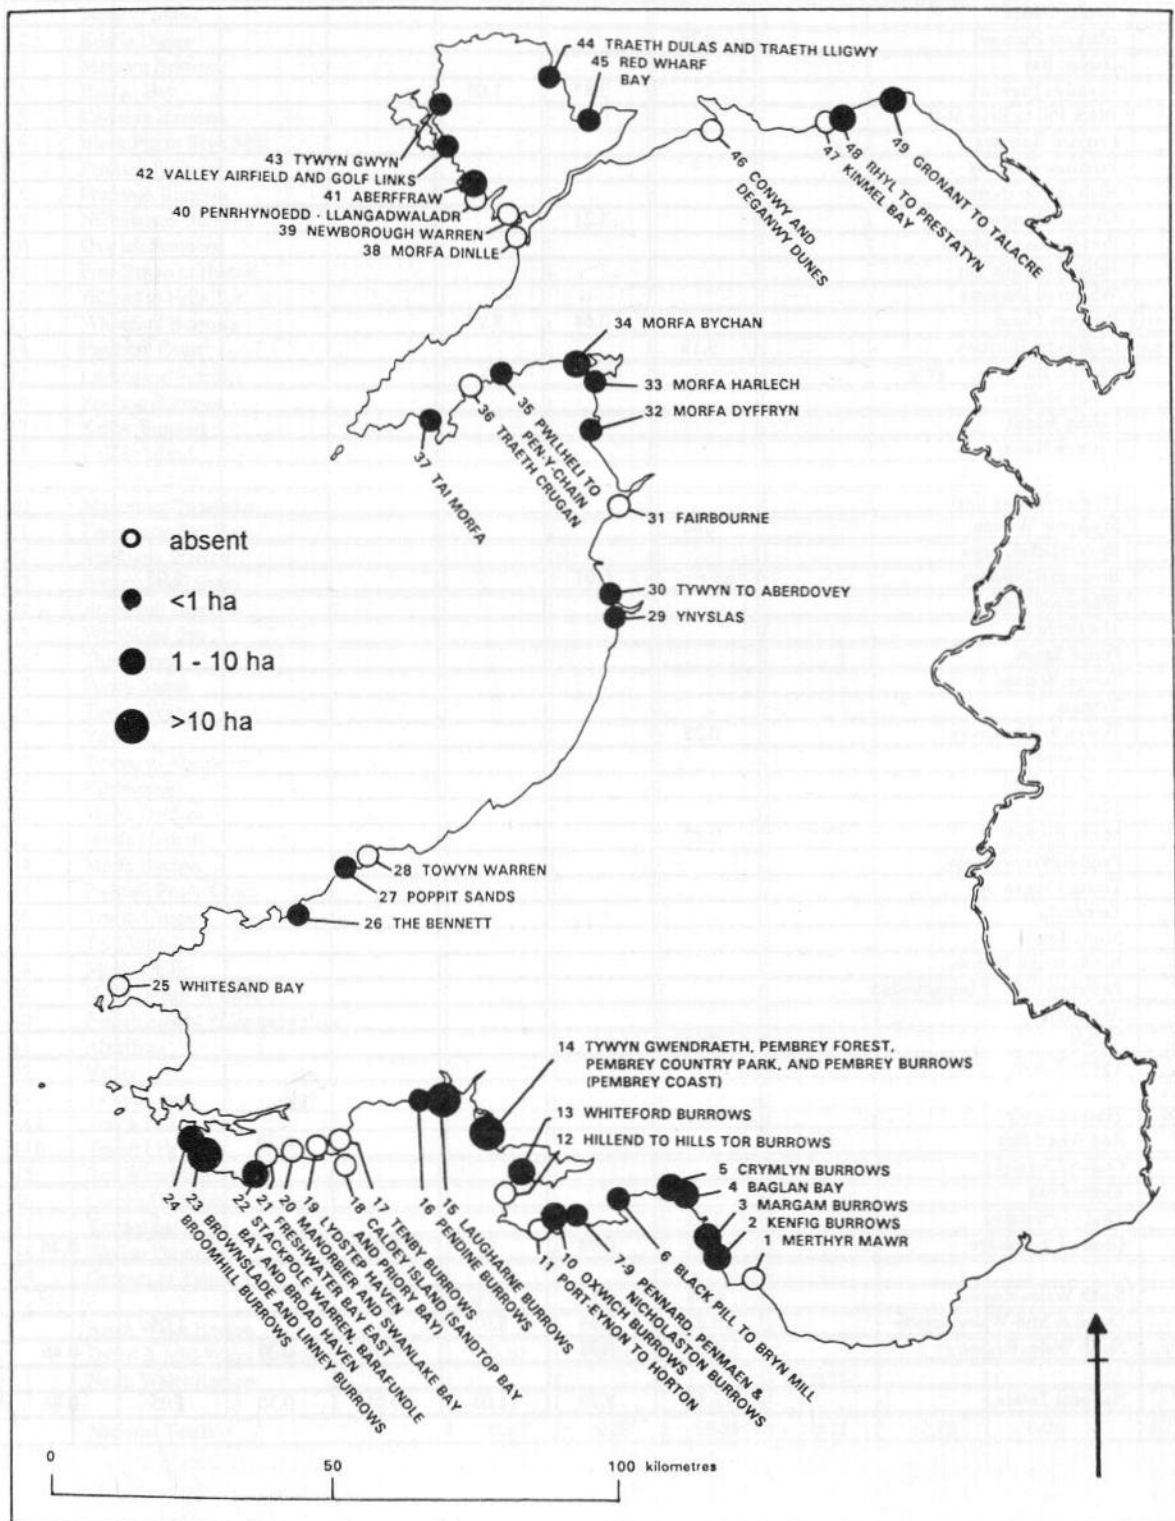 44 TRAETH DULAS AND TRAETH LLIGWY
45 RED WHARF
BAY
43 TYWYN GWYN
42 VALLEY AIRFIELD AND GOLF LINKS
41 ABERFFRAW
40 PENRHYNOEDD - LLANGADWALADR
39 NEWBOROUGH WARREN
38 MORFA DINLLE
46 CONWY AND
DEGANWY DUNES
47 KINMEL BAY
48 RHYL TO PRESTATYN
49 GRONANT TO TALACRE
34 MORFA BYCHAN
33 MORFA HARLECH
32 MORFA DYFFRYN
35 PWLLHELI TO
PEN-Y-CHAIN
36 TRAETH CRUGAN
37 TAI MORFA
31 FAIRBOURNE
absent
<1 ha
1 - 10 ha
>10 ha
30 TYWYN TO ABERDOVEY
29 YNYSLAS
28 TOWYN WARREN
27 POPPIT SANDS
26 THE BENNETT
25 WHITESAND BAY
14 TYWYN GWENDRAETH, PEMBREY FOREST,
PEMBREY COUNTRY PARK, AND PEMBREY BURROWS
(PEMBREY COAST)
13 WHITEFORD BURROWS
12 HILLEND TO HILLS TOR BURROWS
5 CRYMLYN BURROWS
4 BAGLAN BAY
3 MARGAM BURROWS
2 KENFIG BURROWS
1 MERTHYR MAWR
6 BLACK PILL TO BRYN MILL
7-9 PENNARD, PENMAEN &
NICHOLASTON BURROWS
10 OXWICH BURROWS
11 PORT-EYNON TO HORTON
15 LAUGHARNE BURROWS
16 PENDINE BURROWS
17 TENBY BURROWS
18 CALDEY ISLAND (SANDTOP BAY
AND PRIORY BAY)
19 LYDSTEP HAVEN
20 MANORBIER AND SWANLAKE BAY
21 FRESHWATER BAY EAST
22 STACKPOLE WARREN, BARAFUNDLE
BAY AND BROAD HAVEN
23 BROWNSLADE AND LINNEY BURROWS
24 BROOMHILL BURROWS
0
50
100 kilometres